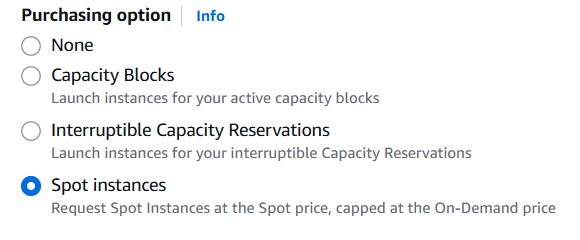 Purchasing option Info
None
Capacity Blocks
Launch instances for your active capacity blocks
Interruptible Capacity Reservations
Launch instances for your interruptible Capacity Reservations
Spot instances
Request Spot Instances at the Spot price, capped at the On-Demand price